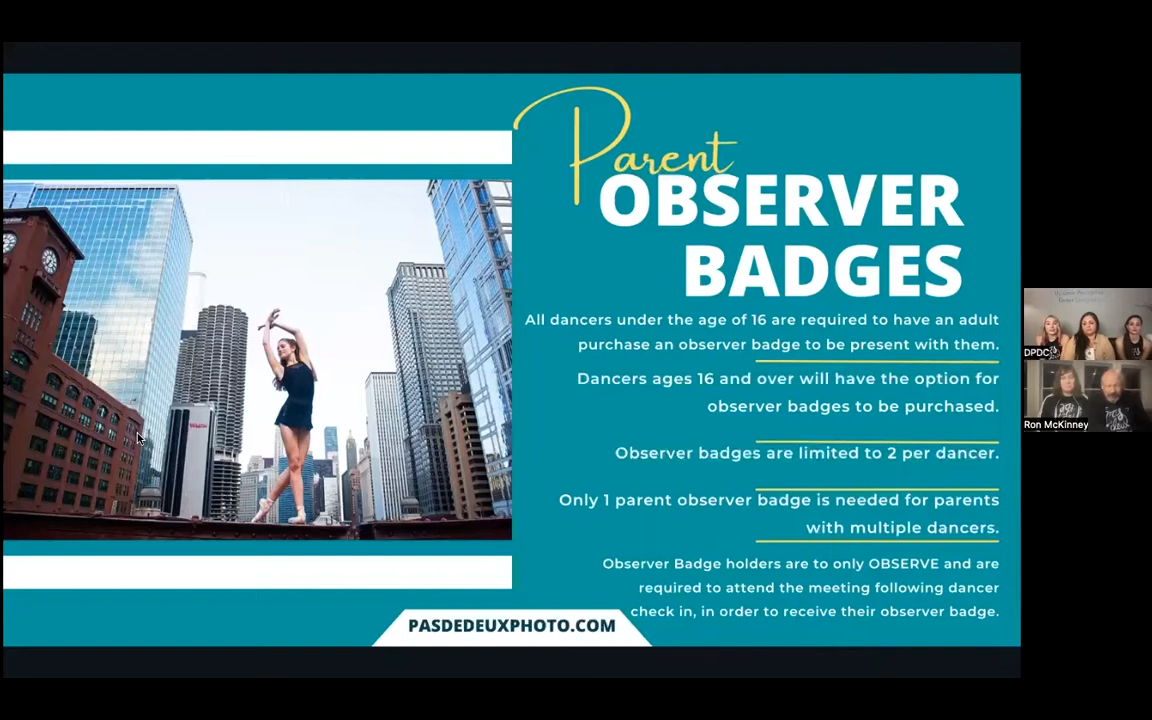 Parent
OBSERVER
BADGES
All dancers under the age of 16 are required to have an adult
purchase an observer badge to be present with them.
Dancers ages 16 and over will have the option for
observer badges to be purchased.
Observer badges are limited to 2 per dancer.
Only 1 parent observer badge is needed for parents
with multiple dancers.
Observer Badge holders are to only OBSERVE and are
required to attend the meeting following dancer
check in, in order to receive their observer badge.
PASDEDEUXPHOTO.COM
DPDC
Ron McKinney